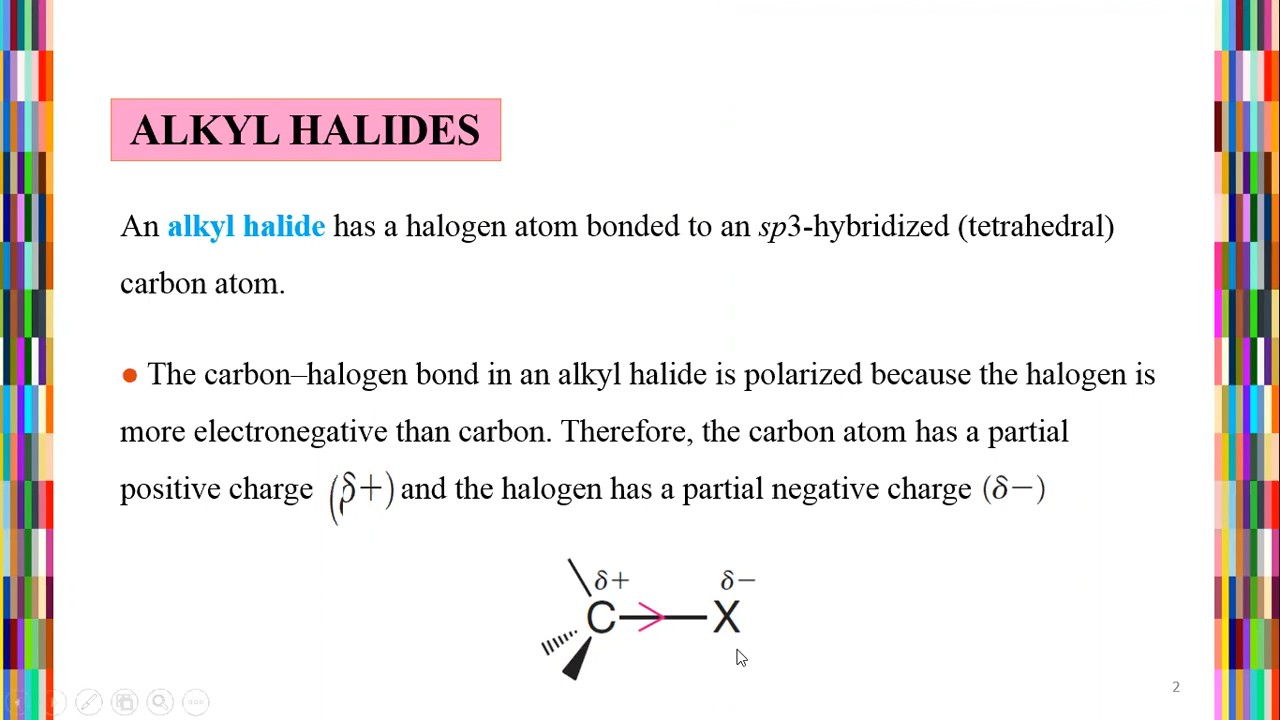 ALKYL HALIDES
An alkyl halide has a halogen atom bonded to an sp3-hybridized (tetrahedral)
carbon atom.
● The carbon–halogen bond in an alkyl halide is polarized because the halogen is
more electronegative than carbon. Therefore, the carbon atom has a partial
positive charge (δ+) and the halogen has a partial negative charge (δ−)
δ+ δ−
C X
2